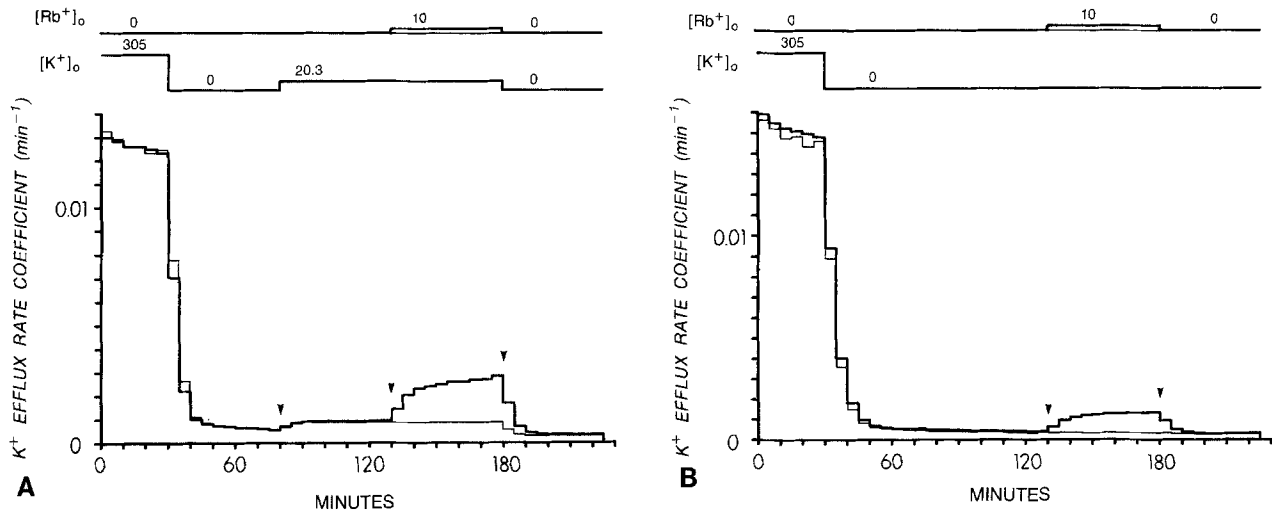 [Rb+]o
0
10
0
[K+]o
305
0
20.3
0
K+ EFFLUX RATE COEFFICIENT (min−1)
0.01
0
0
60
120
180
MINUTES
A
[Rb+]o
0
10
0
[K+]o
305
0
K+ EFFLUX RATE COEFFICIENT (min−1)
0.01
0
0
60
120
180
MINUTES
B